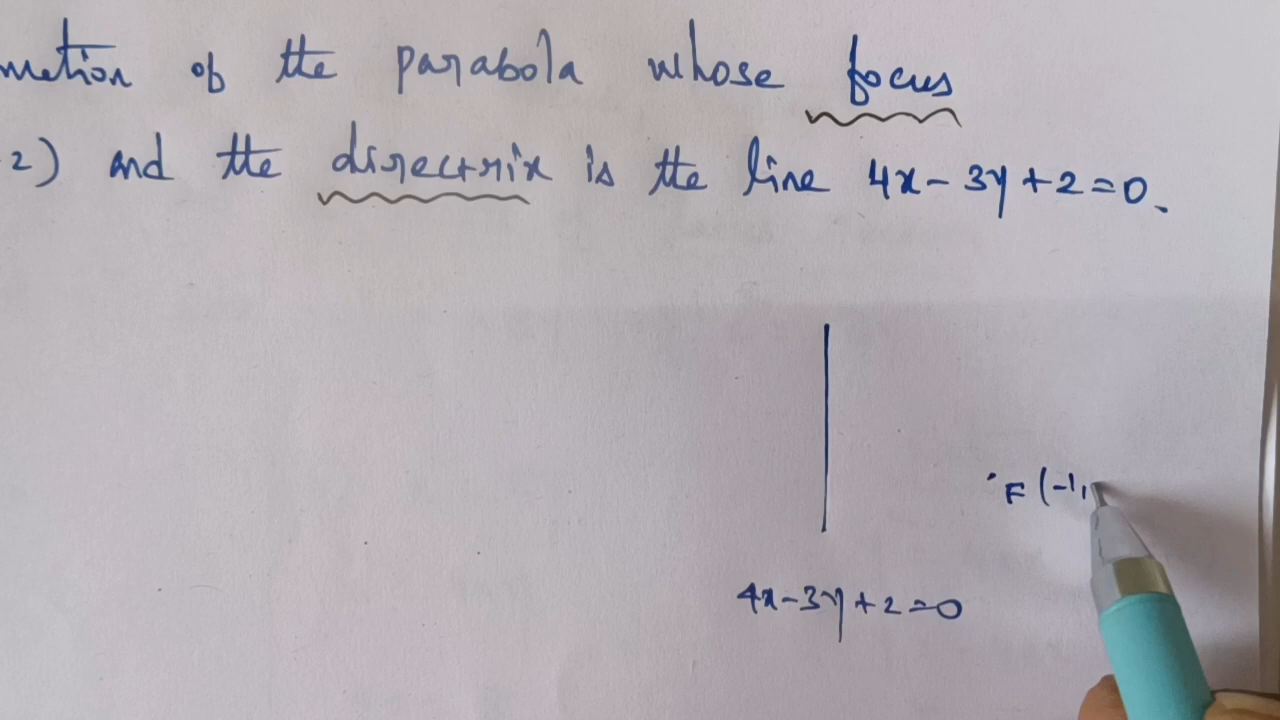 mation of the parabola whose focus
2) and the directrix is the line 4x - 3y + 2 = 0.
F (-1,
4x - 3y + 2 = 0